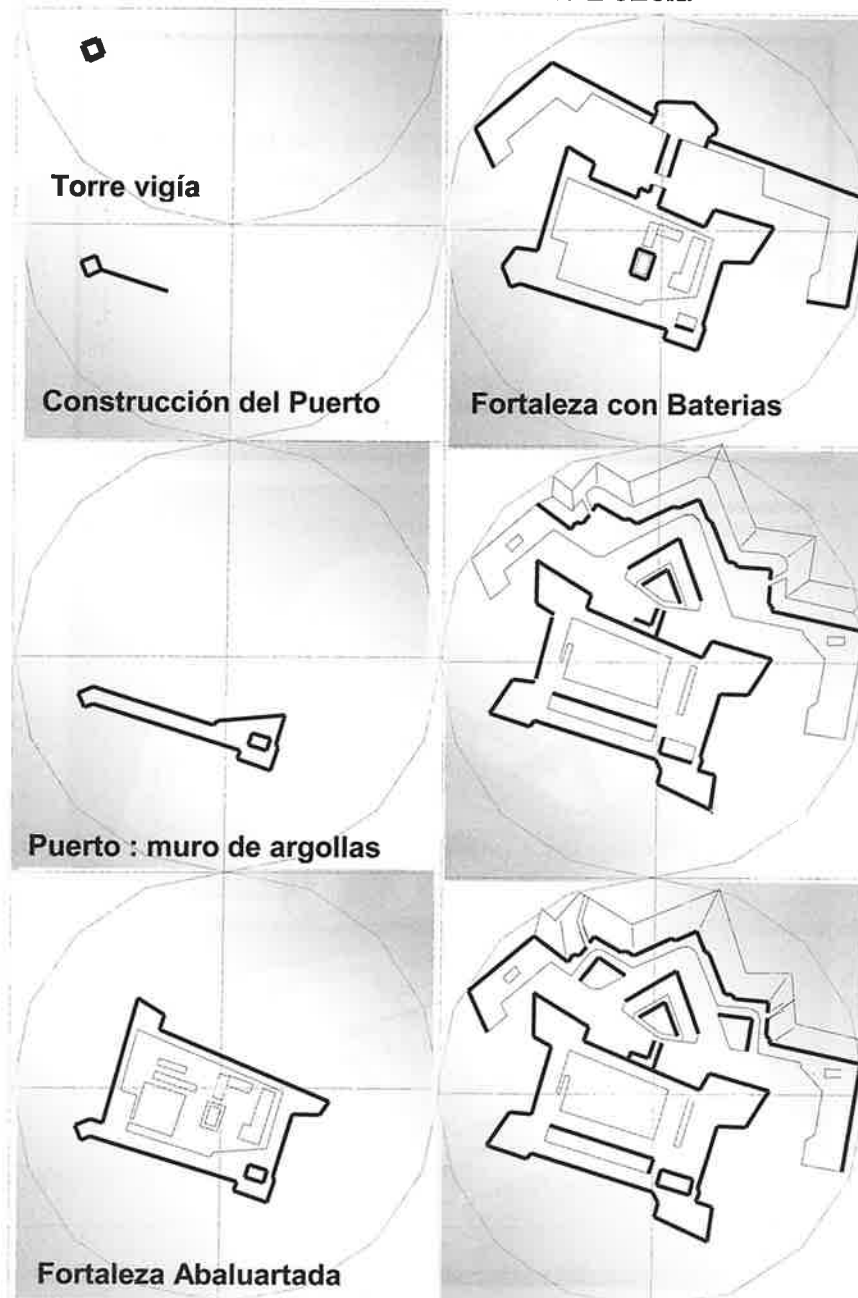 Torre vigía
Construcción del Puerto
Puerto : muro de argollas
Fortaleza Abaluartada
Fortaleza con Baterias